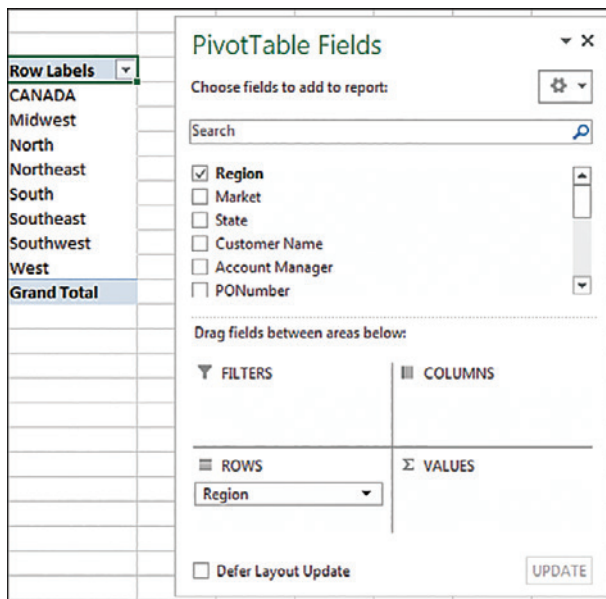 Row Labels
CANADA
Midwest
North
Northeast
South
Southeast
Southwest
West
Grand Total
PivotTable Fields
Choose fields to add to report:
Search
Region
Market
State
Customer Name
Account Manager
PONumber
Drag fields between areas below:
FILTERS
COLUMNS
ROWS
Σ VALUES
Region
Defer Layout Update
UPDATE